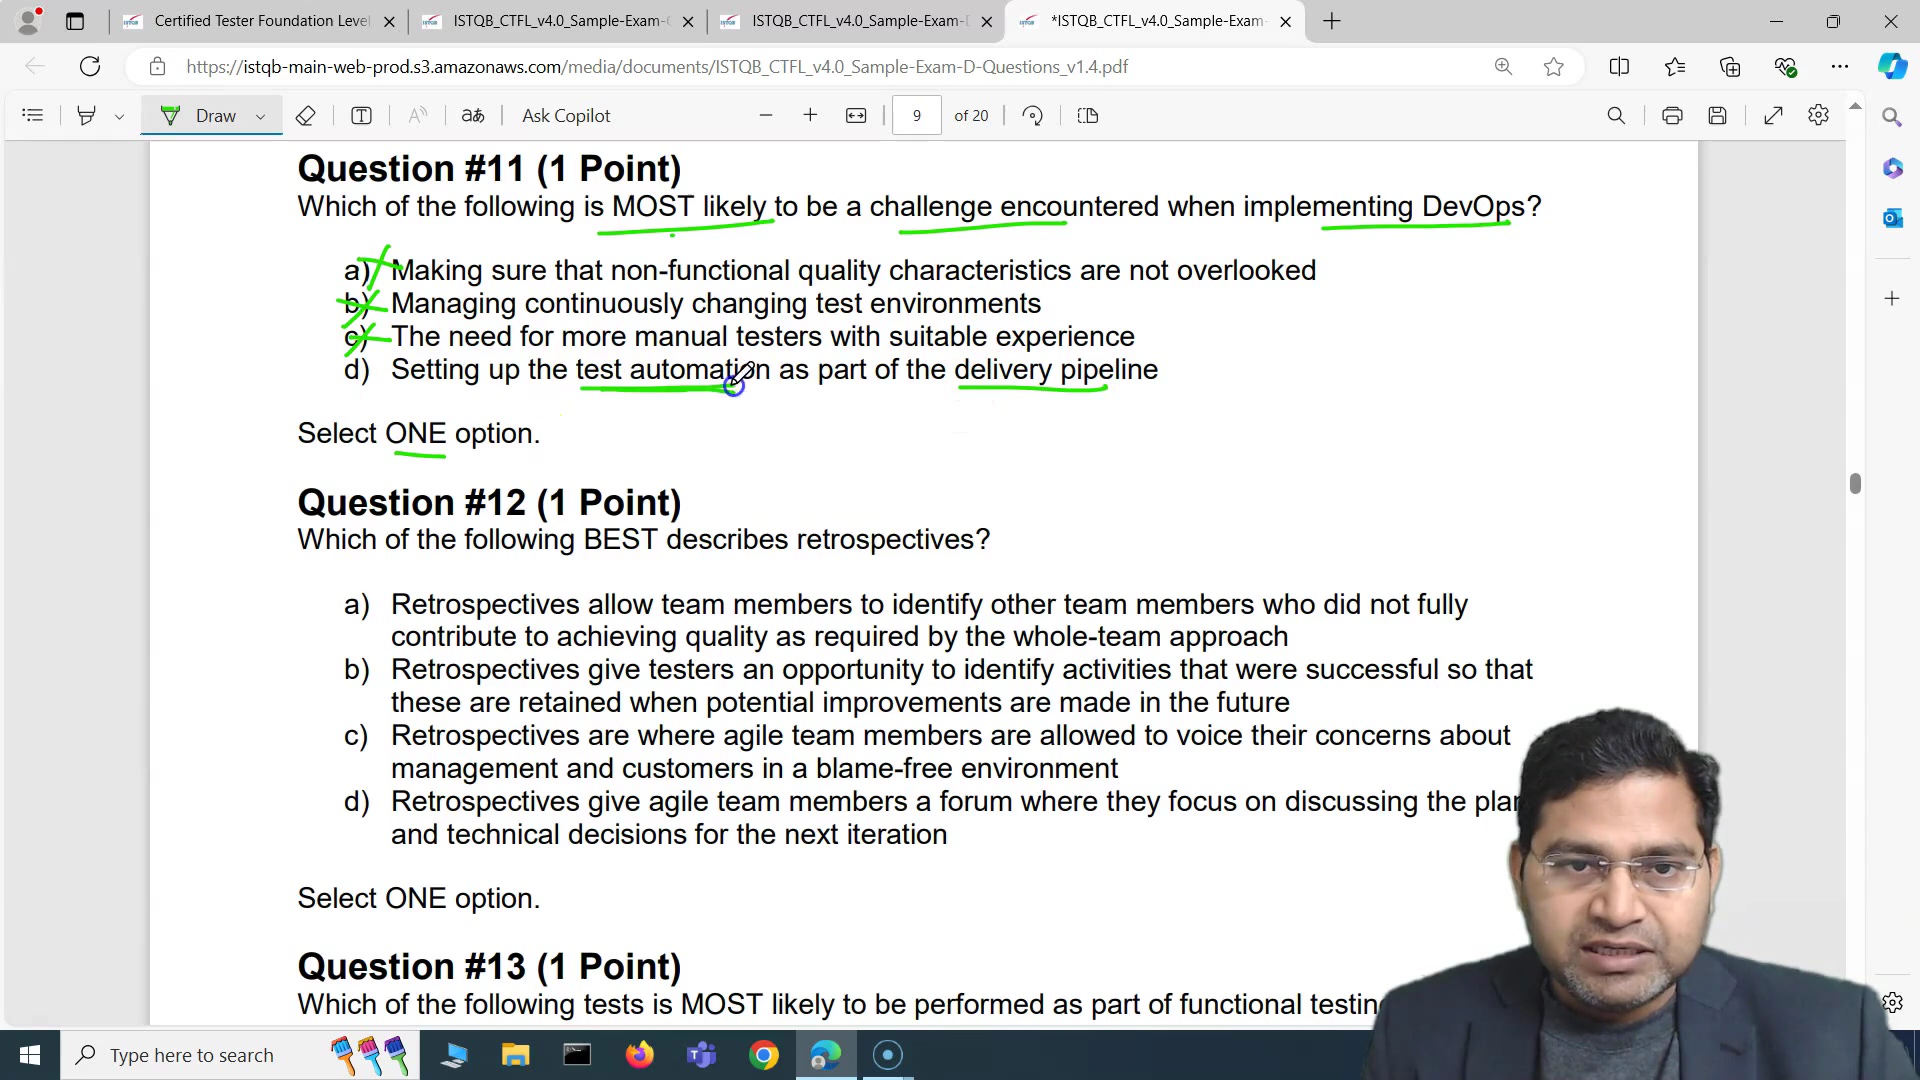 Certified Tester Foundation Level
ISTQB_CTFL_v4.0_Sample-Exam-
ISTQB_CTFL_v4.0_Sample-Exam-
*ISTQB_CTFL_v4.0_Sample-Exam-
https://istqb-main-web-prod.s3.amazonaws.com/media/documents/ISTQB_CTFL_v4.0_Sample-Exam-D-Questions_v1.4.pdf
Draw
aあ
Ask Copilot
9 of 20
Question #11 (1 Point)
Which of the following is MOST likely to be a challenge encountered when implementing DevOps?
a) Making sure that non-functional quality characteristics are not overlooked
b) Managing continuously changing test environments
c) The need for more manual testers with suitable experience
d) Setting up the test automation as part of the delivery pipeline
Select ONE option.
Question #12 (1 Point)
Which of the following BEST describes retrospectives?
a) Retrospectives allow team members to identify other team members who did not fully
contribute to achieving quality as required by the whole-team approach
b) Retrospectives give testers an opportunity to identify activities that were successful so that
these are retained when potential improvements are made in the future
c) Retrospectives are where agile team members are allowed to voice their concerns about
management and customers in a blame-free environment
d) Retrospectives give agile team members a forum where they focus on discussing the plan
and technical decisions for the next iteration
Select ONE option.
Question #13 (1 Point)
Which of the following tests is MOST likely to be performed as part of functional testing
Type here to search